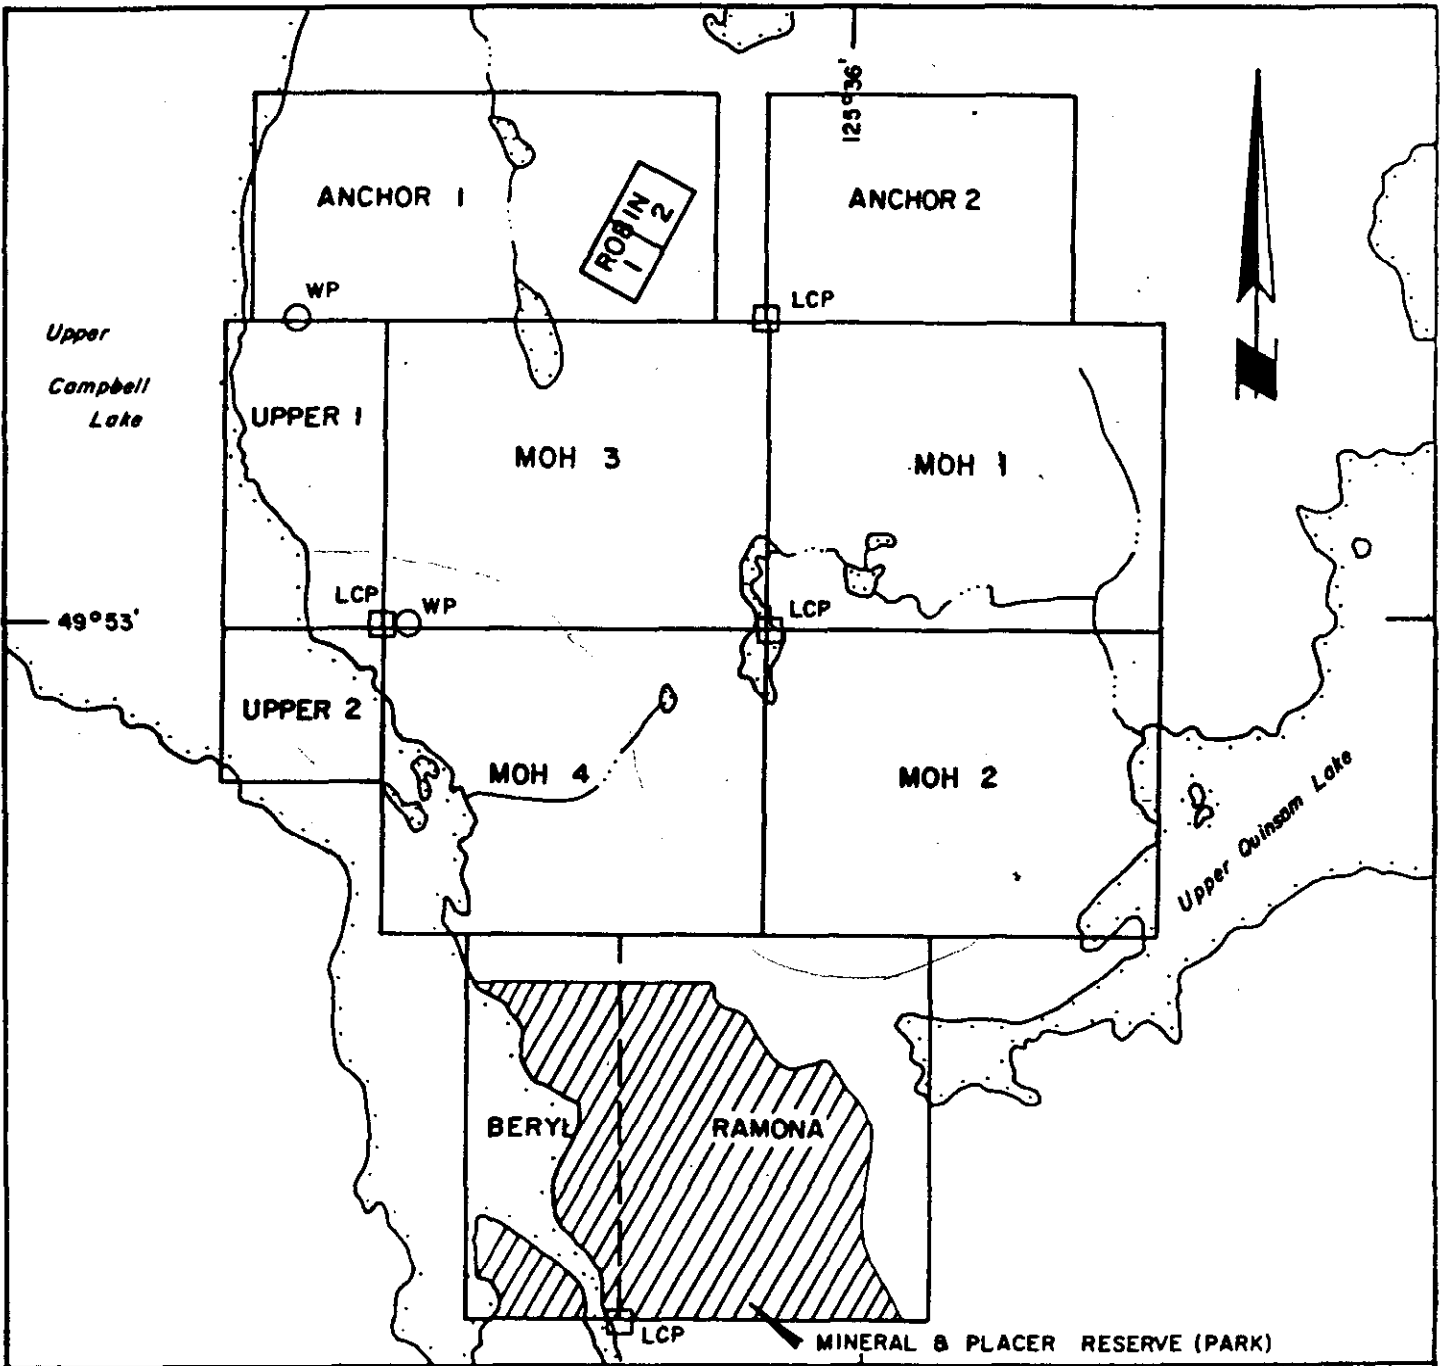 125°36'
ANCHOR 1
ANCHOR 2
ROBIN
1 2
WP
LCP
Upper
Campbell
Lake
UPPER 1
MOH 3
MOH 1
LCP
WP
LCP
49°53'
UPPER 2
MOH 4
MOH 2
Upper Quinsam Lake
BERYL
RAMONA
LCP
MINERAL & PLACER RESERVE (PARK)
N